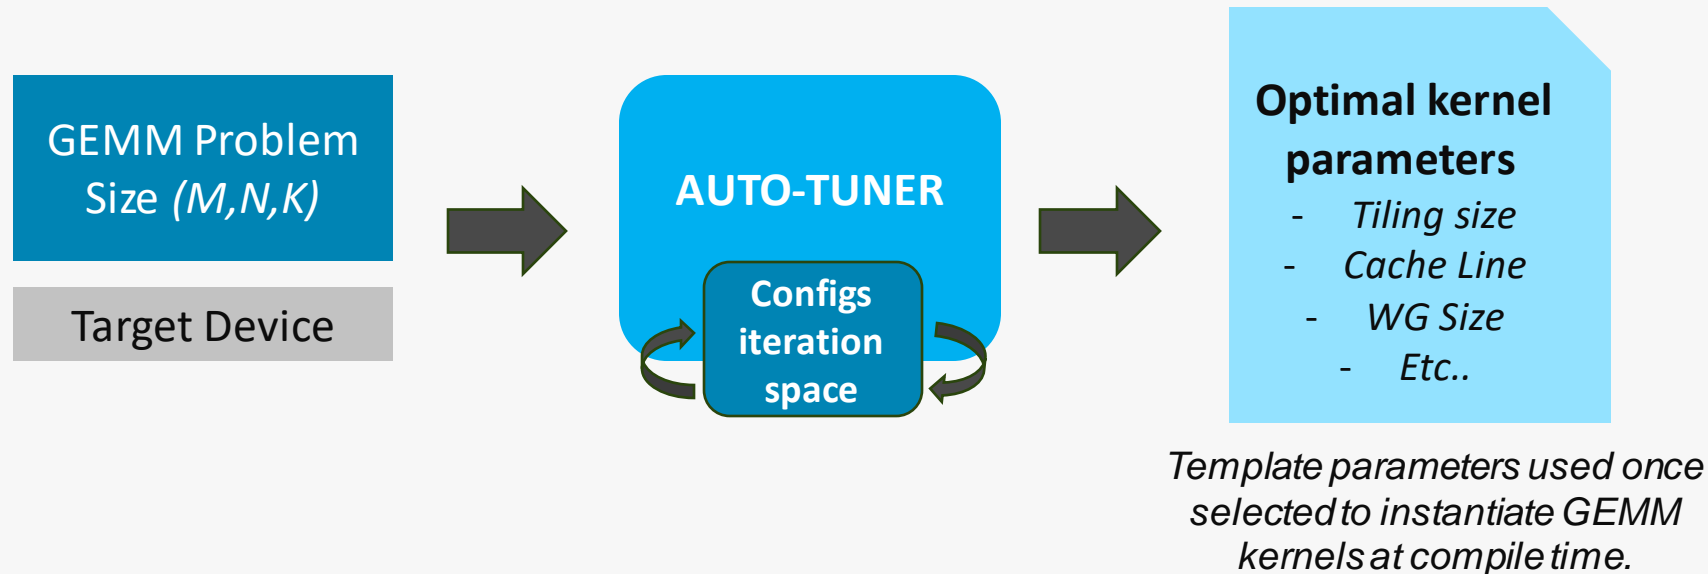 GEMM Problem
Size (M,N,K)
Target Device
AUTO-TUNER
Configs
iteration
space
Optimal kernel
parameters
- Tiling size
- Cache Line
- WG Size
- Etc..
Template parameters used once
selected to instantiate GEMM
kernels at compile time.